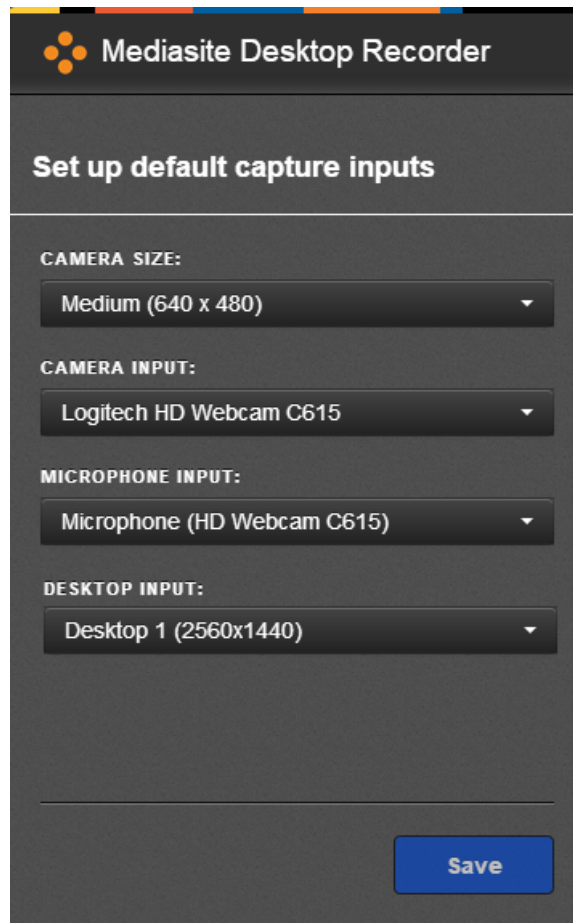 Mediasite Desktop Recorder
Set up default capture inputs
CAMERA SIZE:
Medium (640 x 480)
CAMERA INPUT:
Logitech HD Webcam C615
MICROPHONE INPUT:
Microphone (HD Webcam C615)
DESKTOP INPUT:
Desktop 1 (2560x1440)
Save